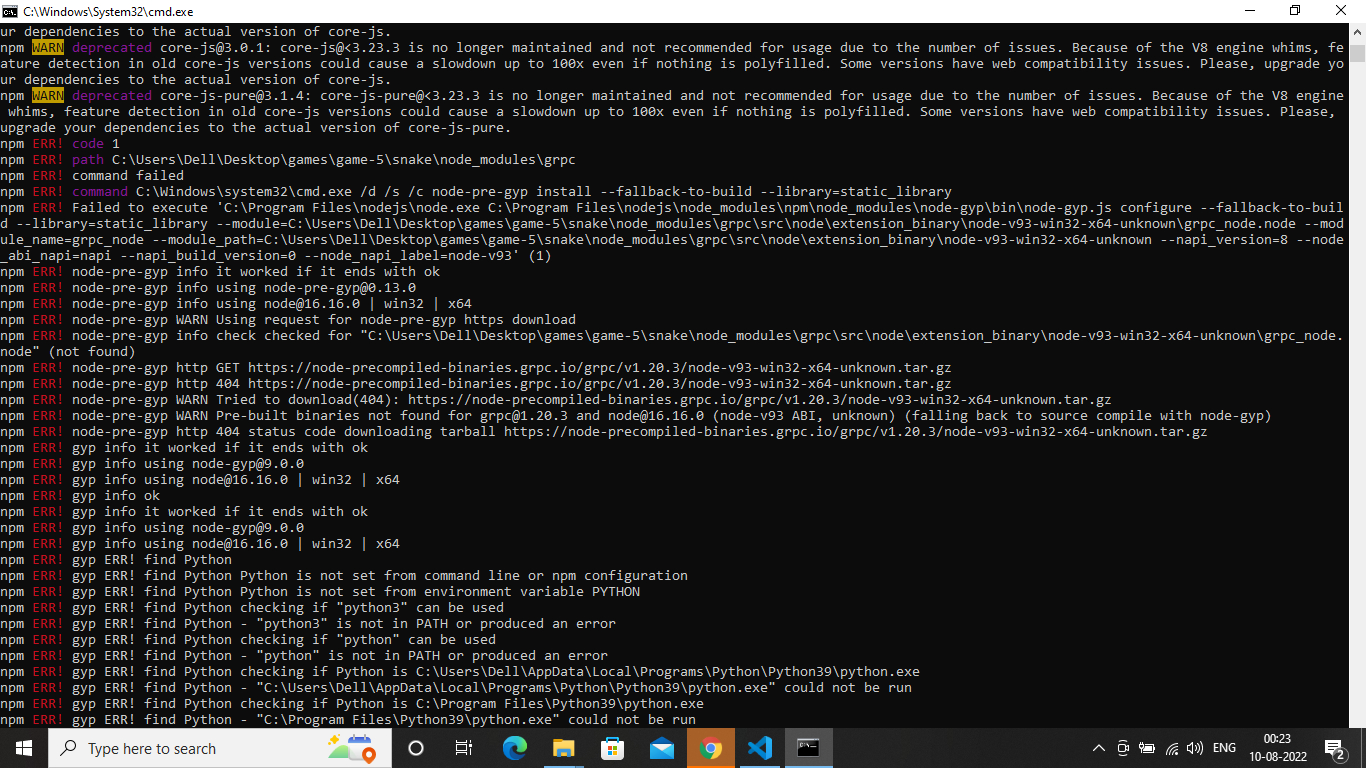 C:\Windows\System32\cmd.exe
ur dependencies to the actual version of core-js.
npm WARN deprecated core-js@3.0.1: core-js@<3.23.3 is no longer maintained and not recommended for usage due to the number of issues. Because of the V8 engine whims, fe
ature detection in old core-js versions could cause a slowdown up to 100x even if nothing is polyfilled. Some versions have web compatibility issues. Please, upgrade yo
ur dependencies to the actual version of core-js.
npm WARN deprecated core-js-pure@3.1.4: core-js-pure@<3.23.3 is no longer maintained and not recommended for usage due to the number of issues. Because of the V8 engine
 whims, feature detection in old core-js versions could cause a slowdown up to 100x even if nothing is polyfilled. Some versions have web compatibility issues. Please,
upgrade your dependencies to the actual version of core-js-pure.
npm ERR! code 1
npm ERR! path C:\Users\Dell\Desktop\games\game-5\snake\node_modules\grpc
npm ERR! command failed
npm ERR! command C:\Windows\system32\cmd.exe /d /s /c node-pre-gyp install --fallback-to-build --library=static_library
npm ERR! Failed to execute 'C:\Program Files\nodejs\node.exe C:\Program Files\nodejs\node_modules\npm\node_modules\node-gyp\bin\node-gyp.js configure --fallback-to-buil
d --library=static_library --module=C:\Users\Dell\Desktop\games\game-5\snake\node_modules\grpc\src\node\extension_binary\node-v93-win32-x64-unknown\grpc_node.node --mod
ule_name=grpc_node --module_path=C:\Users\Dell\Desktop\games\game-5\snake\node_modules\grpc\src\node\extension_binary\node-v93-win32-x64-unknown --napi_version=8 --node
_abi_napi=napi --napi_build_version=0 --node_napi_label=node-v93' (1)
npm ERR! node-pre-gyp info it worked if it ends with ok
npm ERR! node-pre-gyp info using node-pre-gyp@0.13.0
npm ERR! node-pre-gyp info using node@16.16.0 | win32 | x64
npm ERR! node-pre-gyp WARN Using request for node-pre-gyp https download
npm ERR! node-pre-gyp info check checked for "C:\Users\Dell\Desktop\games\game-5\snake\node_modules\grpc\src\node\extension_binary\node-v93-win32-x64-unknown\grpc_node.
node" (not found)
npm ERR! node-pre-gyp http GET https://node-precompiled-binaries.grpc.io/grpc/v1.20.3/node-v93-win32-x64-unknown.tar.gz
npm ERR! node-pre-gyp http 404 https://node-precompiled-binaries.grpc.io/grpc/v1.20.3/node-v93-win32-x64-unknown.tar.gz
npm ERR! node-pre-gyp WARN Tried to download(404): https://node-precompiled-binaries.grpc.io/grpc/v1.20.3/node-v93-win32-x64-unknown.tar.gz
npm ERR! node-pre-gyp WARN Pre-built binaries not found for grpc@1.20.3 and node@16.16.0 (node-v93 ABI, unknown) (falling back to source compile with node-gyp)
npm ERR! node-pre-gyp http 404 status code downloading tarball https://node-precompiled-binaries.grpc.io/grpc/v1.20.3/node-v93-win32-x64-unknown.tar.gz
npm ERR! gyp info it worked if it ends with ok
npm ERR! gyp info using node-gyp@9.0.0
npm ERR! gyp info using node@16.16.0 | win32 | x64
npm ERR! gyp info ok
npm ERR! gyp info it worked if it ends with ok
npm ERR! gyp info using node-gyp@9.0.0
npm ERR! gyp info using node@16.16.0 | win32 | x64
npm ERR! gyp ERR! find Python
npm ERR! gyp ERR! find Python Python is not set from command line or npm configuration
npm ERR! gyp ERR! find Python Python is not set from environment variable PYTHON
npm ERR! gyp ERR! find Python checking if "python3" can be used
npm ERR! gyp ERR! find Python - "python3" is not in PATH or produced an error
npm ERR! gyp ERR! find Python checking if "python" can be used
npm ERR! gyp ERR! find Python - "python" is not in PATH or produced an error
npm ERR! gyp ERR! find Python checking if Python is C:\Users\Dell\AppData\Local\Programs\Python\Python39\python.exe
npm ERR! gyp ERR! find Python - "C:\Users\Dell\AppData\Local\Programs\Python\Python39\python.exe" could not be run
npm ERR! gyp ERR! find Python checking if Python is C:\Program Files\Python39\python.exe
npm ERR! gyp ERR! find Python - "C:\Program Files\Python39\python.exe" could not be run
Type here to search
ENG
00:23
10-08-2022
2